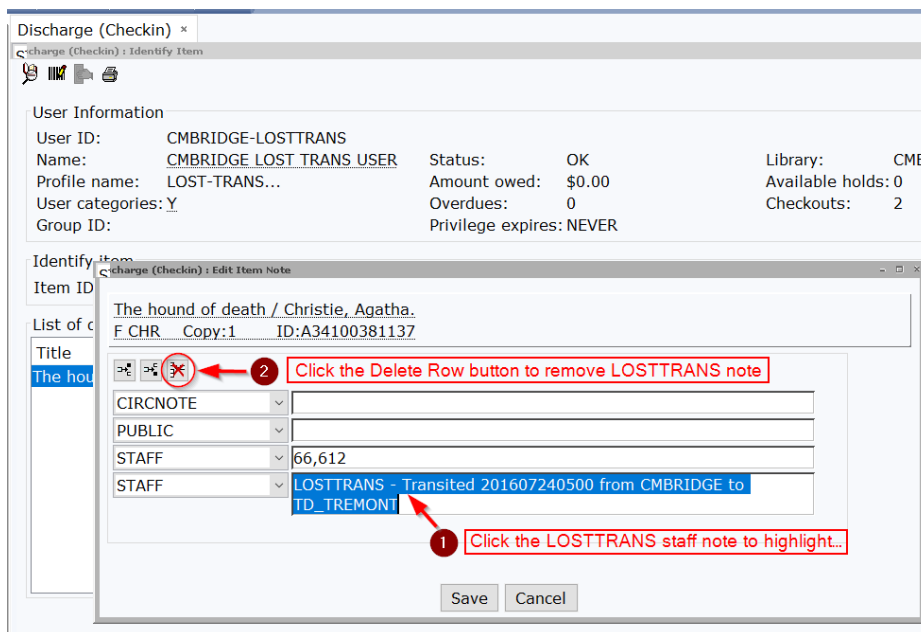 Discharge (Checkin) ×
charge (Checkin) : Identify Item
User Information
User ID: CMBRIDGE-LOSTTRANS
Name: CMBRIDGE LOST TRANS USER Status: OK Library: CMB
Profile name: LOST-TRANS... Amount owed: $0.00 Available holds: 0
User categories: Y Overdues: 0 Checkouts: 2
Group ID: Privilege expires: NEVER
Identify item
Item ID
charge (Checkin) : Edit Item Note
The hound of death / Christie, Agatha.
F CHR Copy:1 ID:A34100381137
List of c
Title
The hou
2 Click the Delete Row button to remove LOSTTRANS note
CIRCNOTE
PUBLIC
STAFF 66,612
STAFF LOSTTRANS - Transited 201607240500 from CMBRIDGE to
TD_TREMONT
1 Click the LOSTTRANS staff note to highlight...
Save Cancel